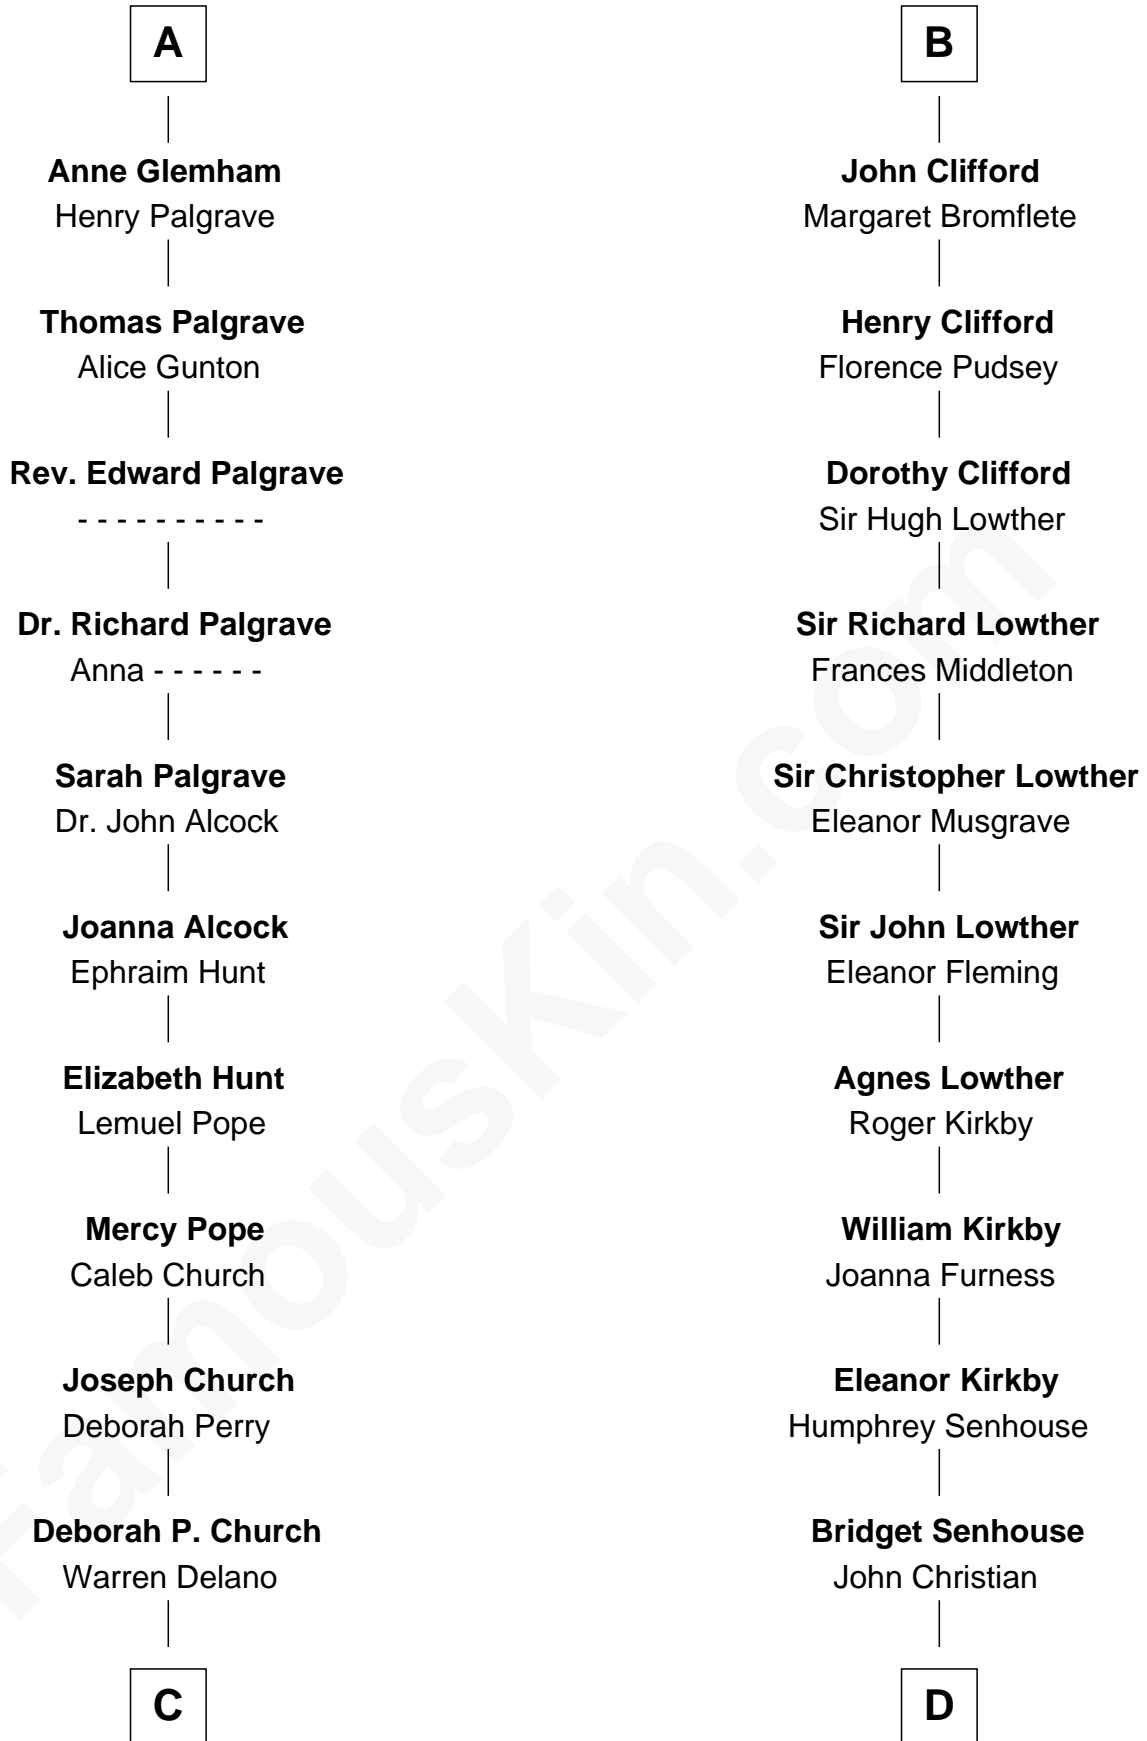 A
Anne Glemham
Henry Palgrave
Thomas Palgrave
Alice Gunton
Rev. Edward Palgrave
- - - - - - - - - -
Dr. Richard Palgrave
Anna - - - - - -
Sarah Palgrave
Dr. John Alcock
Joanna Alcock
Ephraim Hunt
Elizabeth Hunt
Lemuel Pope
Mercy Pope
Caleb Church
Joseph Church
Deborah Perry
Deborah P. Church
Warren Delano
C
B
John Clifford
Margaret Bromflete
Henry Clifford
Florence Pudsey
Dorothy Clifford
Sir Hugh Lowther
Sir Richard Lowther
Frances Middleton
Sir Christopher Lowther
Eleanor Musgrave
Sir John Lowther
Eleanor Fleming
Agnes Lowther
Roger Kirkby
William Kirkby
Joanna Furness
Eleanor Kirkby
Humphrey Senhouse
Bridget Senhouse
John Christian
D
FamousKin.com